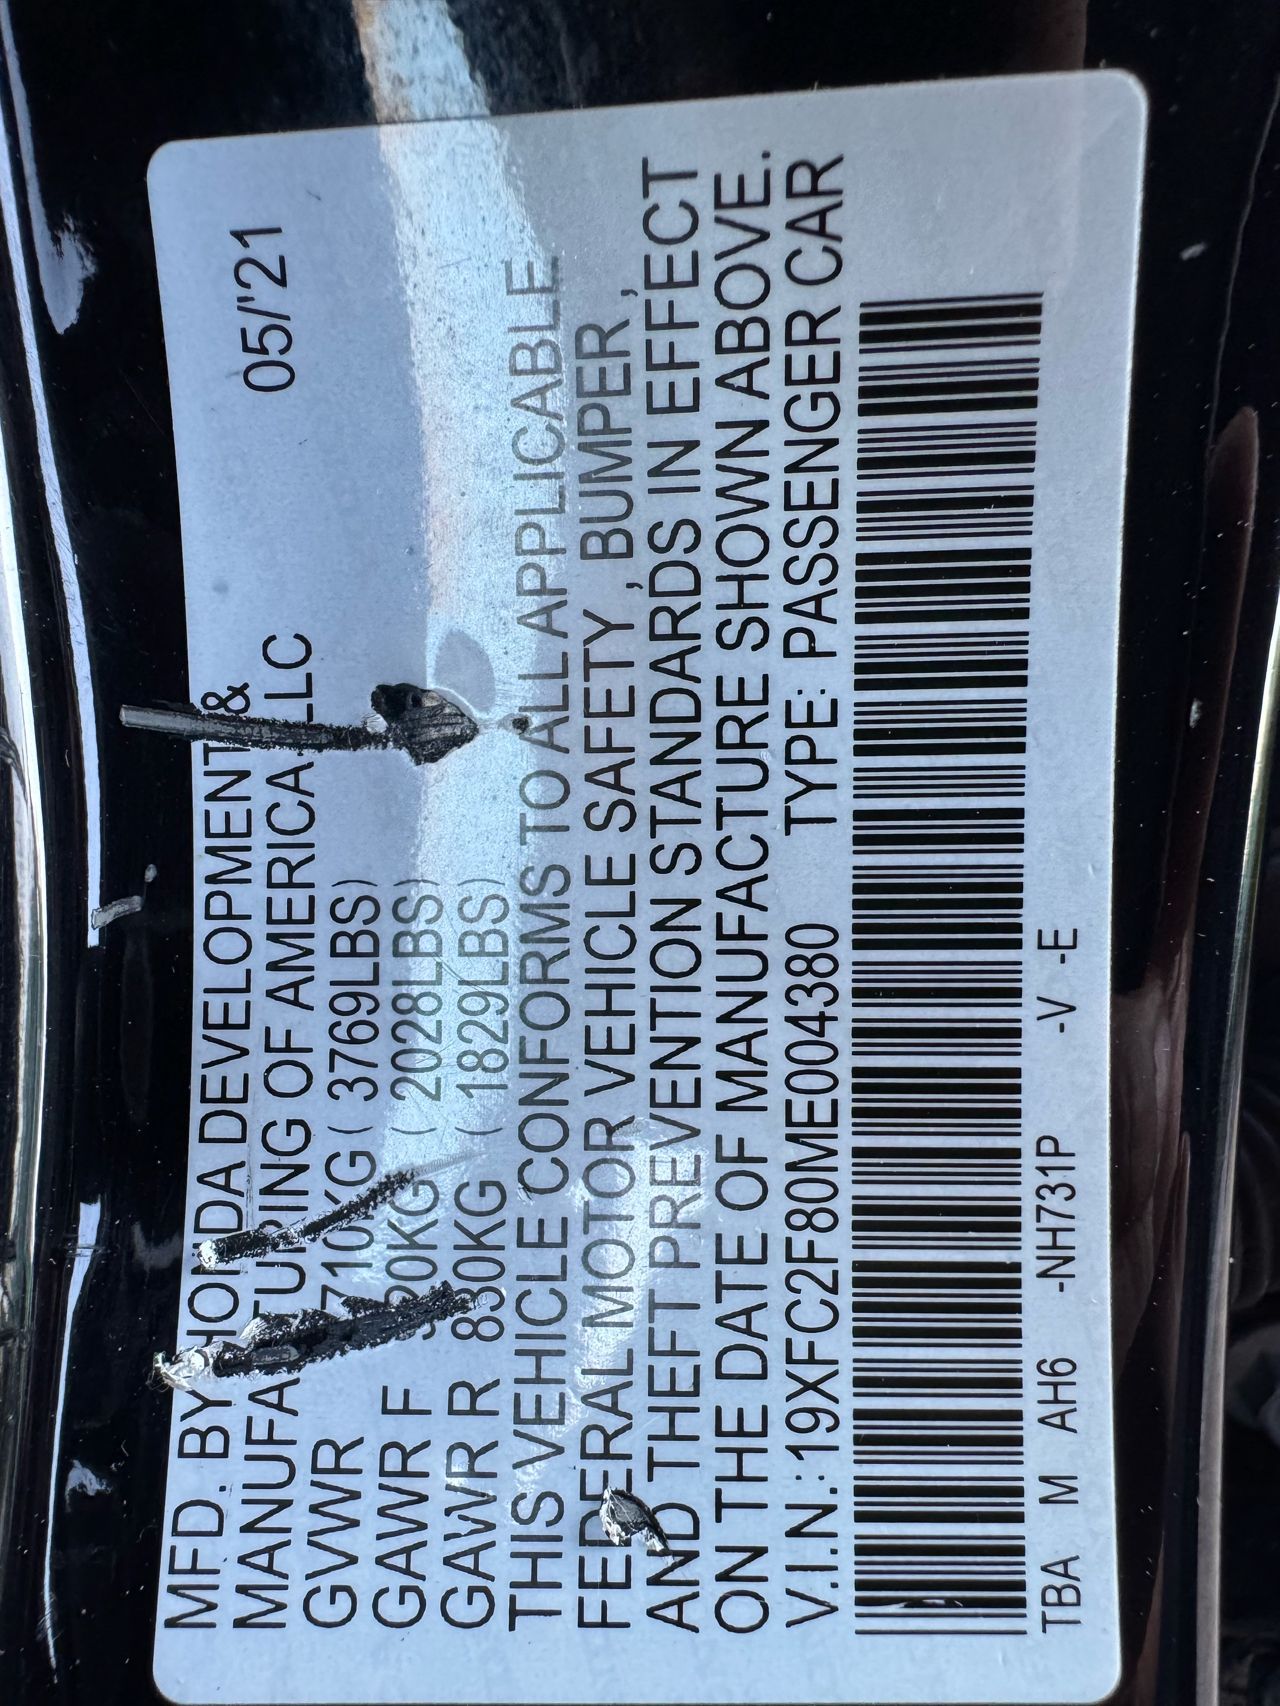 MFD. BY HONDA DEVELOPMENT & 05/'21
MANUFACTURING OF AMERICA. LLC
GVWR 710KG ( 3769LBS)
GAWR F 20KG ( 2028LBS)
GAWR R 830KG ( 1829LBS)
THIS VEHICLE CONFORMS TO ALL APPLICABLE
FEDERAL MOTOR VEHICLE SAFETY , BUMPER ,
AND THEFT PREVENTION STANDARDS IN EFFECT
ON THE DATE OF MANUFACTURE SHOWN ABOVE.
V.I.N.:19XFC2F80ME004380 TYPE: PASSENGER CAR
TBA M AH6 -NH731P -V -E